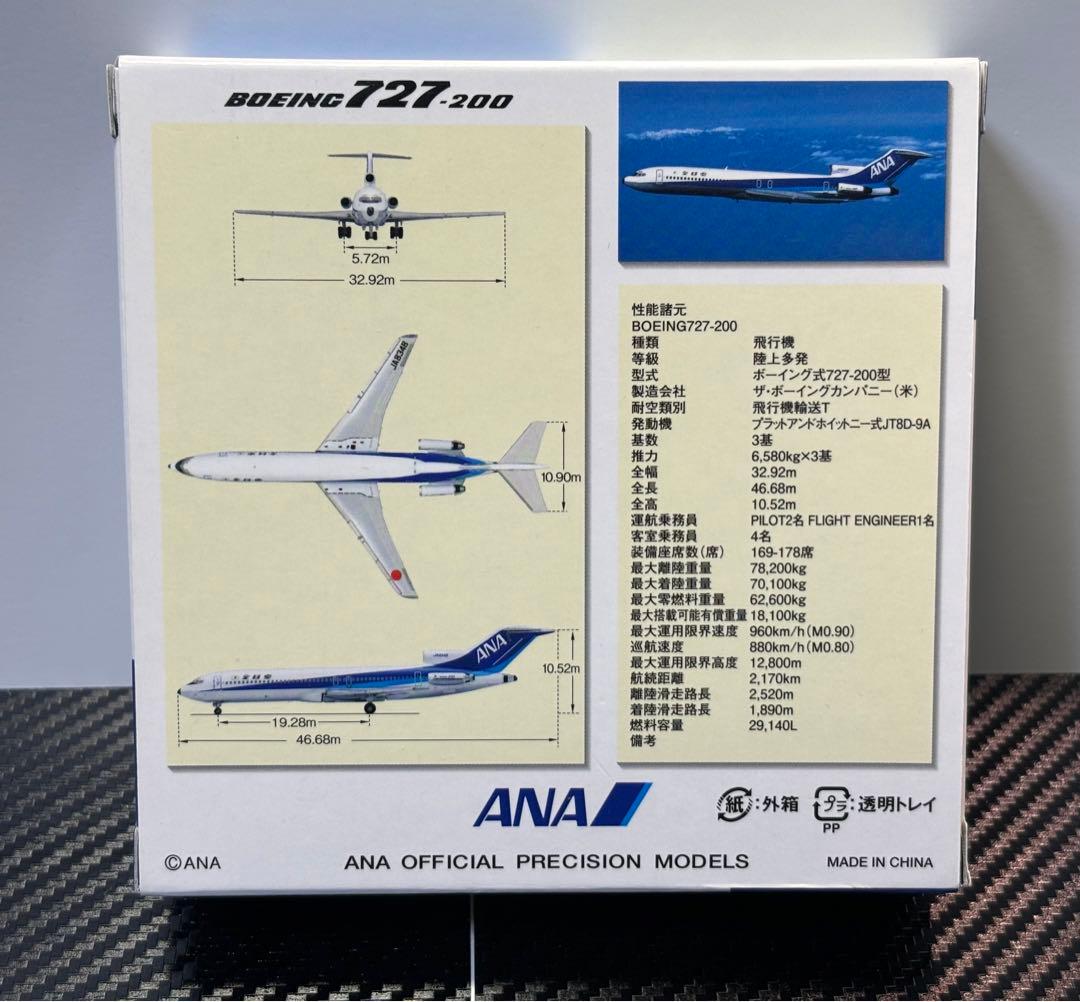 BOEING 727-200
5.72m
32.92m
JA8348
全日空
10.90m
ANA
全日空
10.52m
19.28m
46.68m
全日空
ANA
性能諸元
BOEING727-200
種類 飛行機
等級 陸上多発
型式 ボーイング式727-200型
製造会社 ザ・ボーイングカンパニー(米)
耐空類別 飛行機輸送T
発動機 プラットアンドホイットニー式JT8D-9A
基数 3基
推力 6,580kg×3基
全幅 32.92m
全長 46.68m
全高 10.52m
運航乗務員 PILOT2名 FLIGHT ENGINEER1名
客室乗務員 4名
装備座席数(席) 169-178席
最大離陸重量 78,200kg
最大着陸重量 70,100kg
最大零燃料重量 62,600kg
最大搭載可能有償重量 18,100kg
最大運用限界速度 960km/h(M0.90)
巡航速度 880km/h(M0.80)
最大運用限界高度 12,800m
航続距離 2,170km
離陸滑走路長 2,520m
着陸滑走路長 1,890m
燃料容量 29,140L
備考
ANA
紙:外箱 プラ:透明トレイ
PP
©ANA ANA OFFICIAL PRECISION MODELS MADE IN CHINA